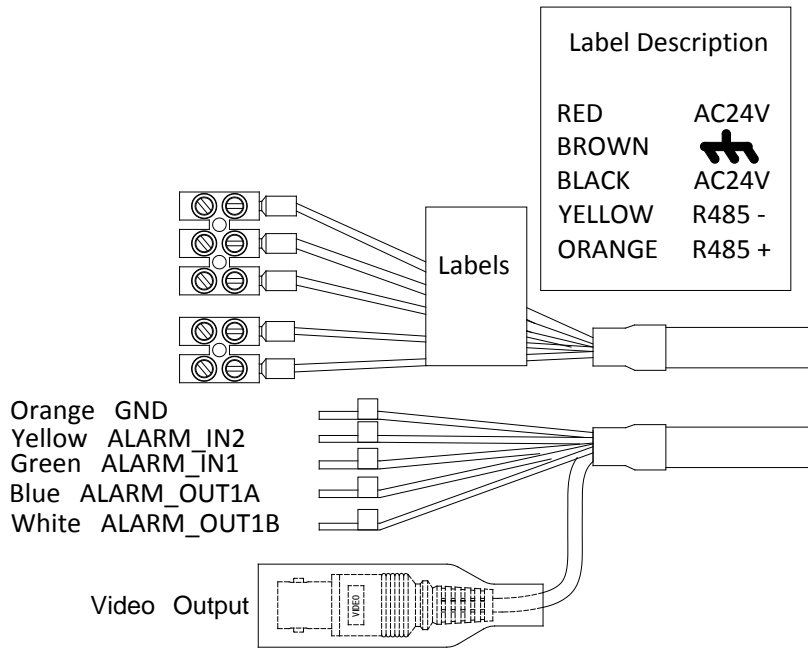 Label Description
RED AC24V
BROWN
BLACK AC24V
YELLOW R485 -
ORANGE R485 +
Labels
Orange GND
Yellow ALARM_IN2
Green ALARM_IN1
Blue ALARM_OUT1A
White ALARM_OUT1B
Video Output
VIDEO